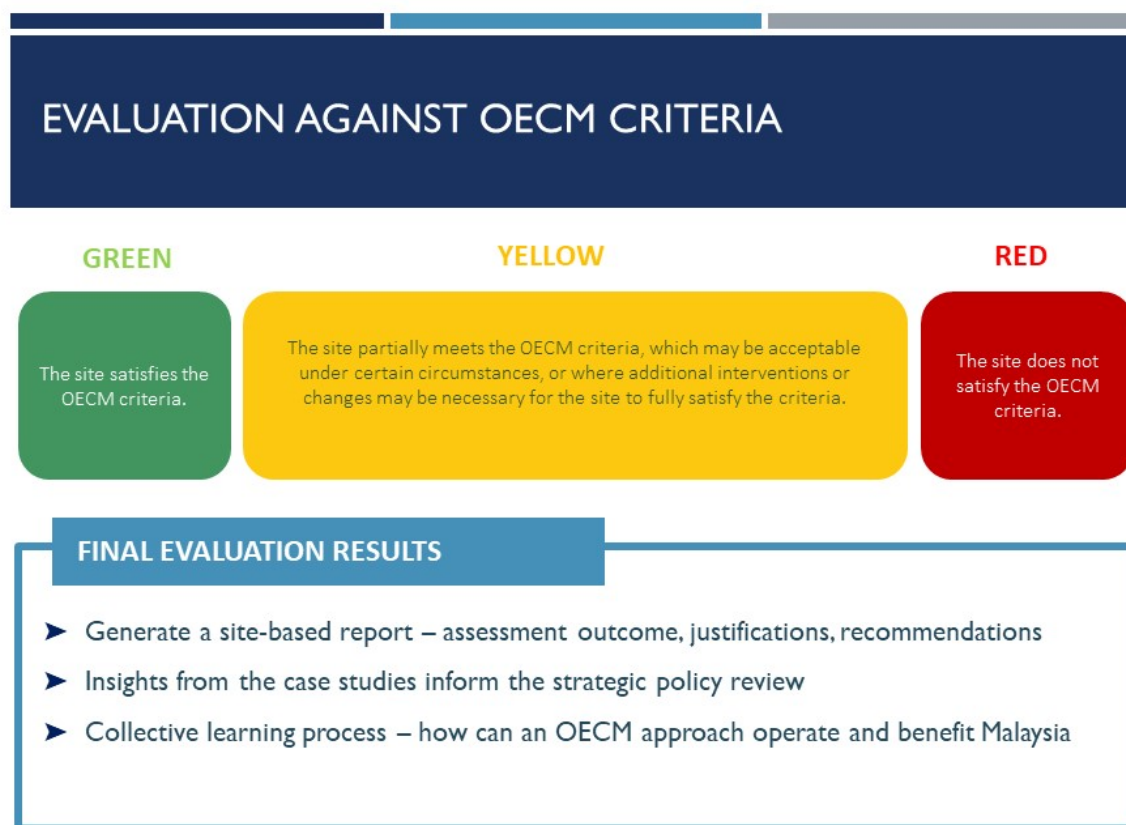 EVALUATION AGAINST OECM CRITERIA
GREEN
The site satisfies the
OECM criteria.
YELLOW
The site partially meets the OECM criteria, which may be acceptable
under certain circumstances, or where additional interventions or
changes may be necessary for the site to fully satisfy the criteria.
RED
The site does not
satisfy the OECM
criteria.
FINAL EVALUATION RESULTS
➤ Generate a site-based report – assessment outcome, justifications, recommendations
➤ Insights from the case studies inform the strategic policy review
➤ Collective learning process – how can an OECM approach operate and benefit Malaysia